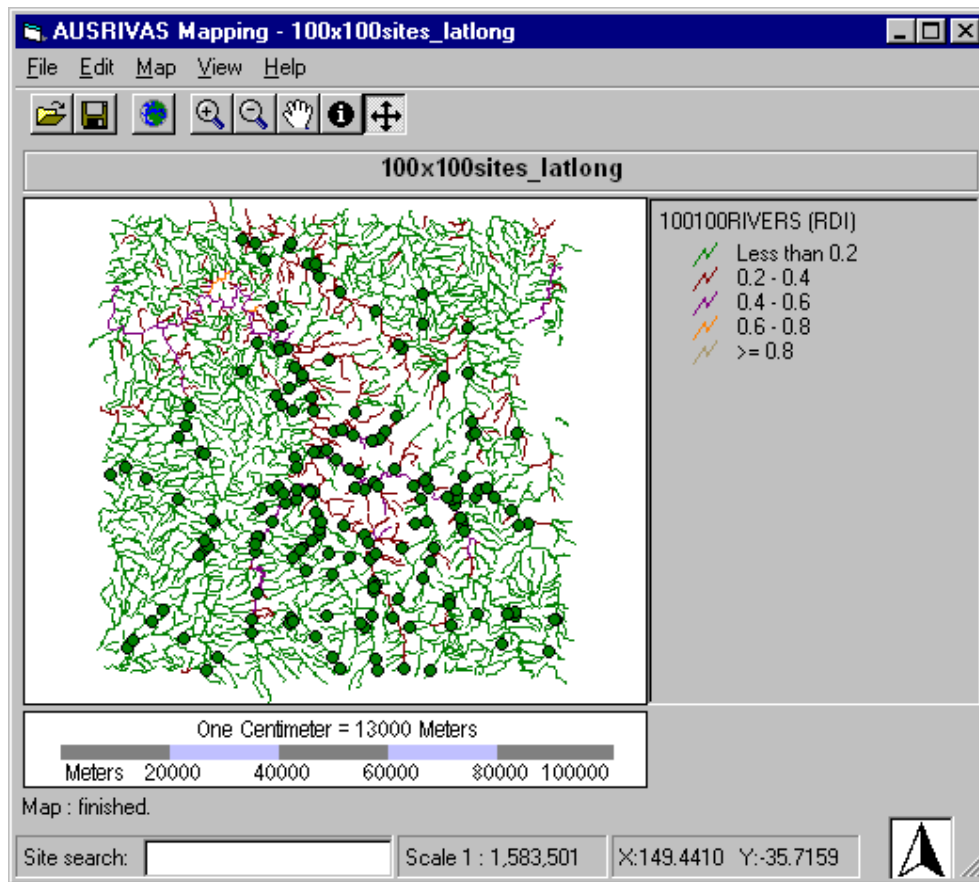 AUSRIVAS Mapping - 100x100sites_latlong
File Edit Map View Help
100x100sites_latlong
100100RIVERS (RDI)
Less than 0.2
0.2 - 0.4
0.4 - 0.6
0.6 - 0.8
>= 0.8
One Centimeter = 13000 Meters
Meters 20000 40000 60000 80000 100000
Map : finished.
Site search: Scale 1 : 1,583,501 X:149.4410 Y:-35.7159